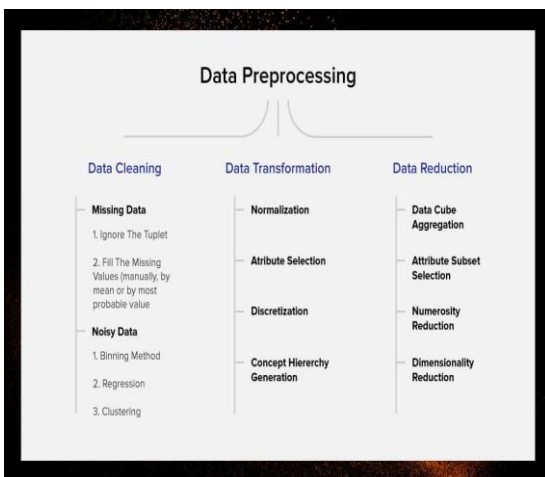 Data Preprocessing
Data Cleaning
Missing Data
1. Ignore The Tuplet
2. Fill The Missing
Values (manually, by
mean or by most
probable value
Noisy Data
1. Binning Method
2. Regression
3. Clustering
Data Transformation
Normalization
Atribute Selection
Discretization
Concept Hiererchy
Generation
Data Reduction
Data Cube
Aggregation
Attribute Subset
Selection
Numerosity
Reduction
Dimensionality
Reduction